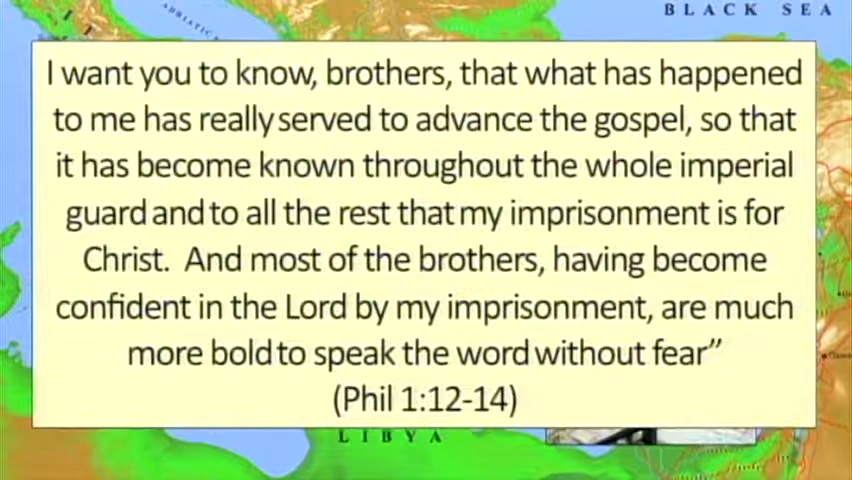 ADRIATIC
BLACK SEA
I want you to know, brothers, that what has happened
to me has really served to advance the gospel, so that
it has become known throughout the whole imperial
guard and to all the rest that my imprisonment is for
Christ. And most of the brothers, having become
confident in the Lord by my imprisonment, are much
more bold to speak the word without fear”
(Phil 1:12-14)
LIBYA